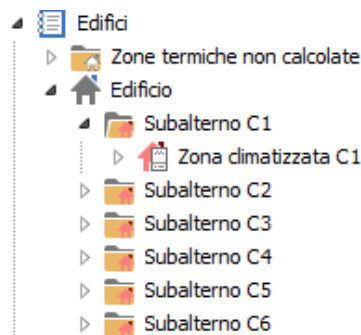 Edifici
Zone termiche non calcolate
Edificio
Subalterno C1
Zona climatizzata C1
Subalterno C2
Subalterno C3
Subalterno C4
Subalterno C5
Subalterno C6